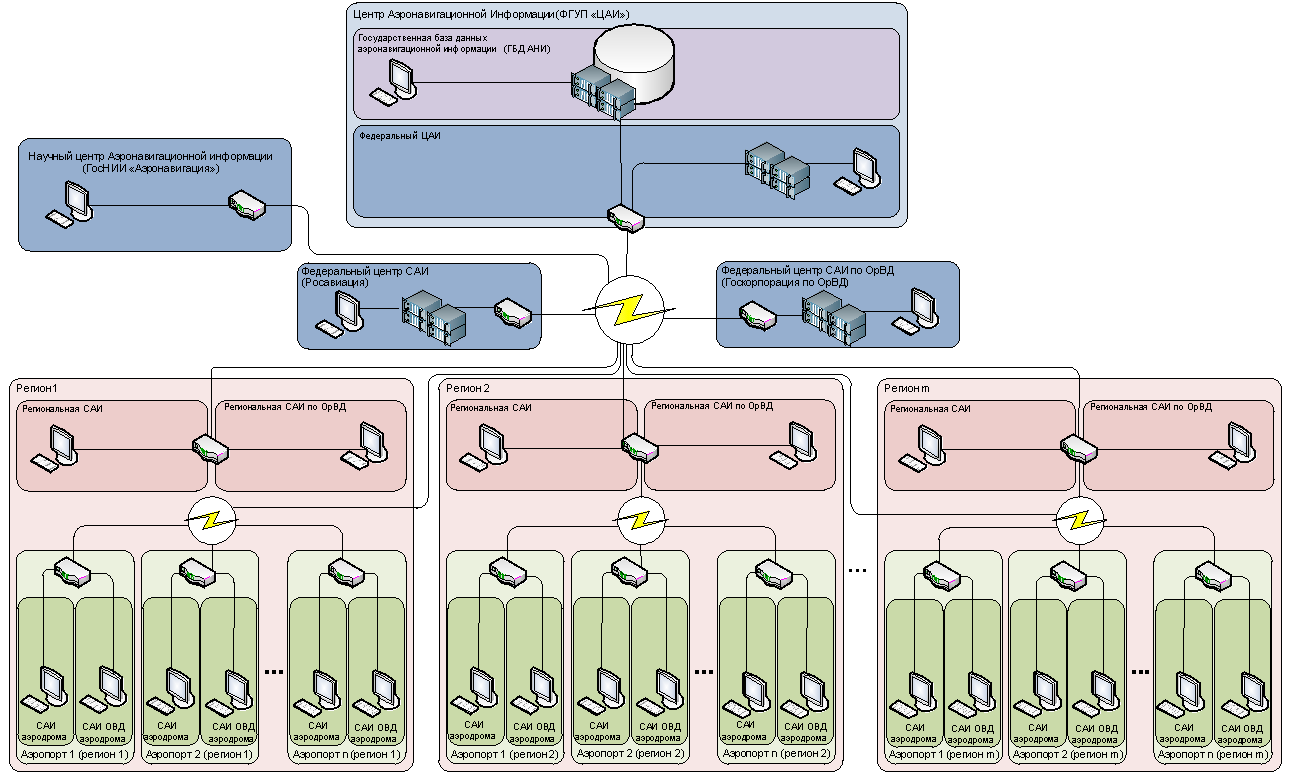 Центр Аэронавигационной Информации(ФГУП «ЦАИ»)
Государственная база данных
аэронавигационной информации (ГБД АНИ)
Федеральный ЦАИ
Научный центр Аэронавигационной информации
(ГосНИИ «Аэронавигация»)
Федеральный центр САИ
(Росавиация)
Федеральный центр САИ по ОрВД
(Госкорпорация по ОрВД)
Регион1
Региональная САИ
Региональная САИ по ОрВД
САИ
аэродрома
САИ ОВД
аэродрома
Аэропорт 1 (регион 1)
САИ
аэродрома
САИ ОВД
аэродрома
Аэропорт 2 (регион 1)
...
САИ
аэродрома
САИ ОВД
аэродрома
Аэропорт n (регион 1)
Регион 2
Региональная САИ
Региональная САИ по ОрВД
САИ
аэродрома
САИ ОВД
аэродрома
Аэропорт 1 (регион2)
САИ
аэродрома
САИ ОВД
аэродрома
Аэропорт 2 (регион 2)
...
САИ
аэродрома
САИ ОВД
аэродрома
Аэропорт n (регион 2)
...
Регион m
Региональная САИ
Региональная САИ по ОрВД
САИ
аэродрома
САИ ОВД
аэродрома
Аэропорт 1 (регион m)
САИ
аэродрома
САИ ОВД
аэродрома
Аэропорт 2 (регион m)
...
САИ
аэродрома
САИ ОВД
аэродрома
Аэропорт n (регион m)